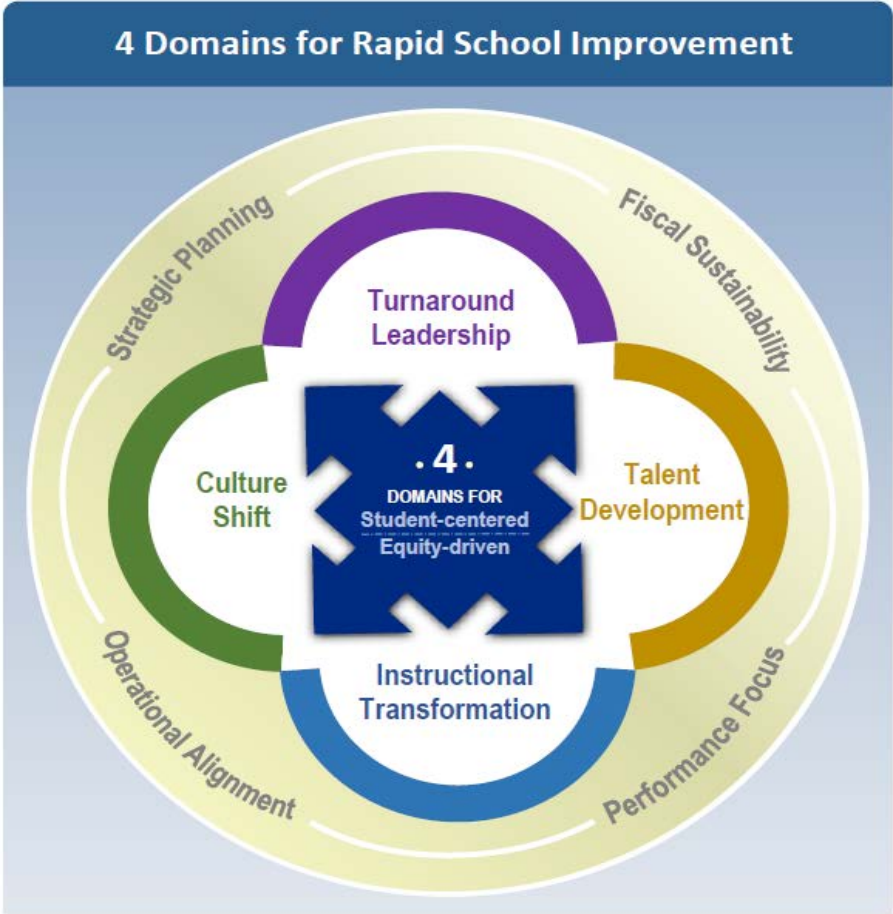 4 Domains for Rapid School Improvement
Strategic Planning
Fiscal Sustainability
Turnaround
Leadership
Culture
Shift
. 4 .
DOMAINS FOR
Student-centered
Equity-driven
Talent
Development
Instructional
Transformation
Operational Alignment
Performance Focus